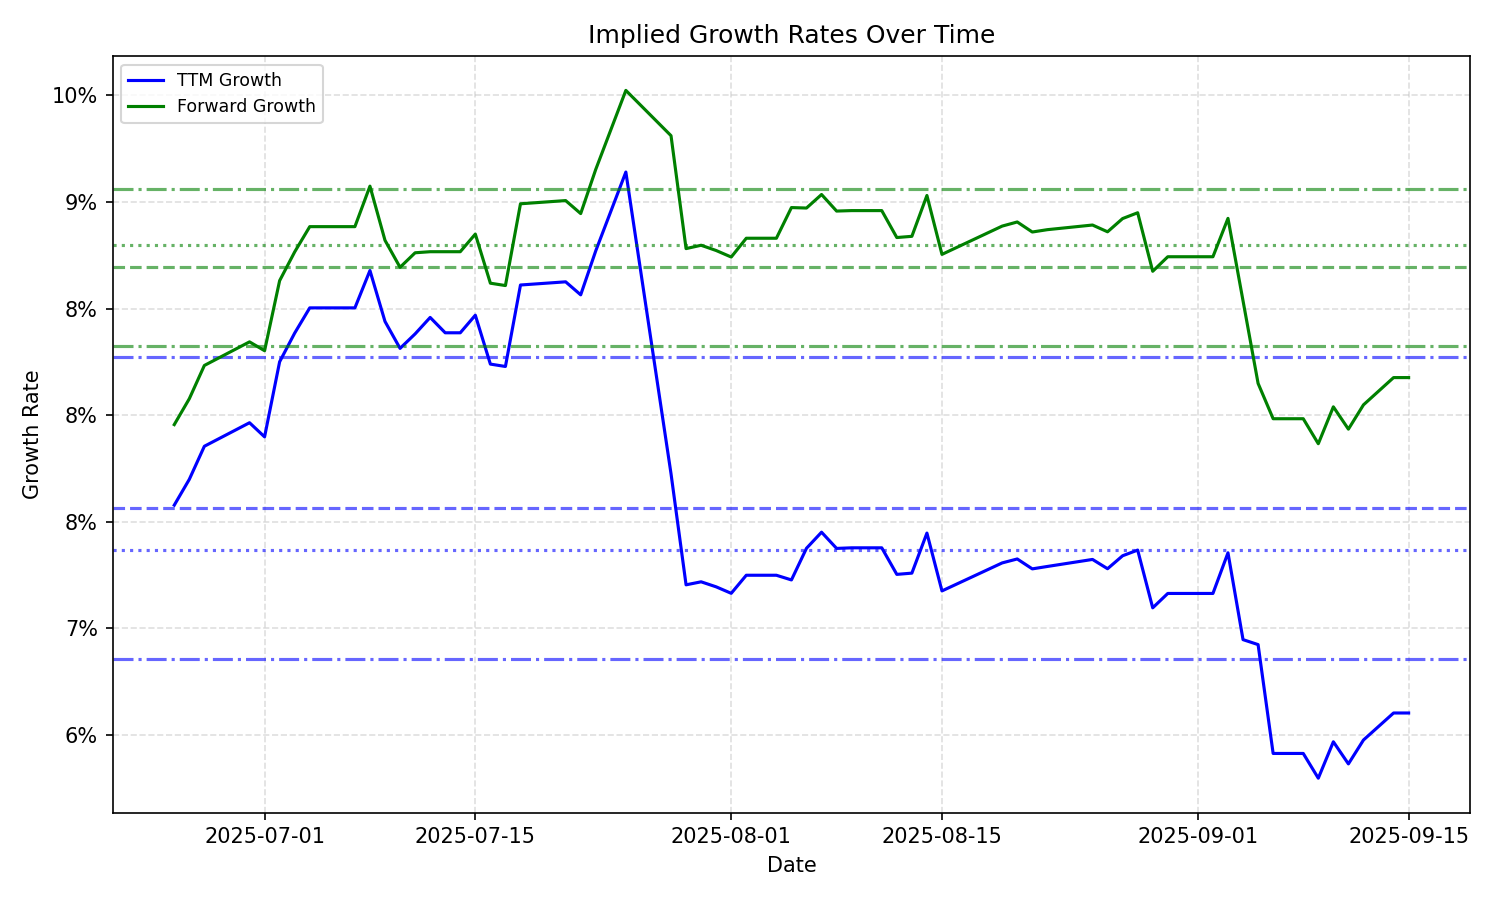 Implied Growth Rates Over Time
TTM Growth
Forward Growth
10%
9%
8%
8%
8%
7%
6%
Growth Rate
2025-07-01
2025-07-15
2025-08-01
2025-08-15
2025-09-01
2025-09-15
Date